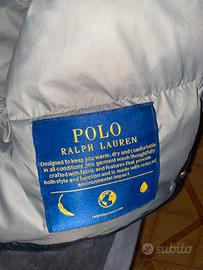 POLO
RALPH LAUREN
Designed to keep you warm, dry and comfortable
in all conditions, this garment was thoughtfully
crafted with fabric and features that provide
both style and function and is made with reduced
environmental impact.
subito